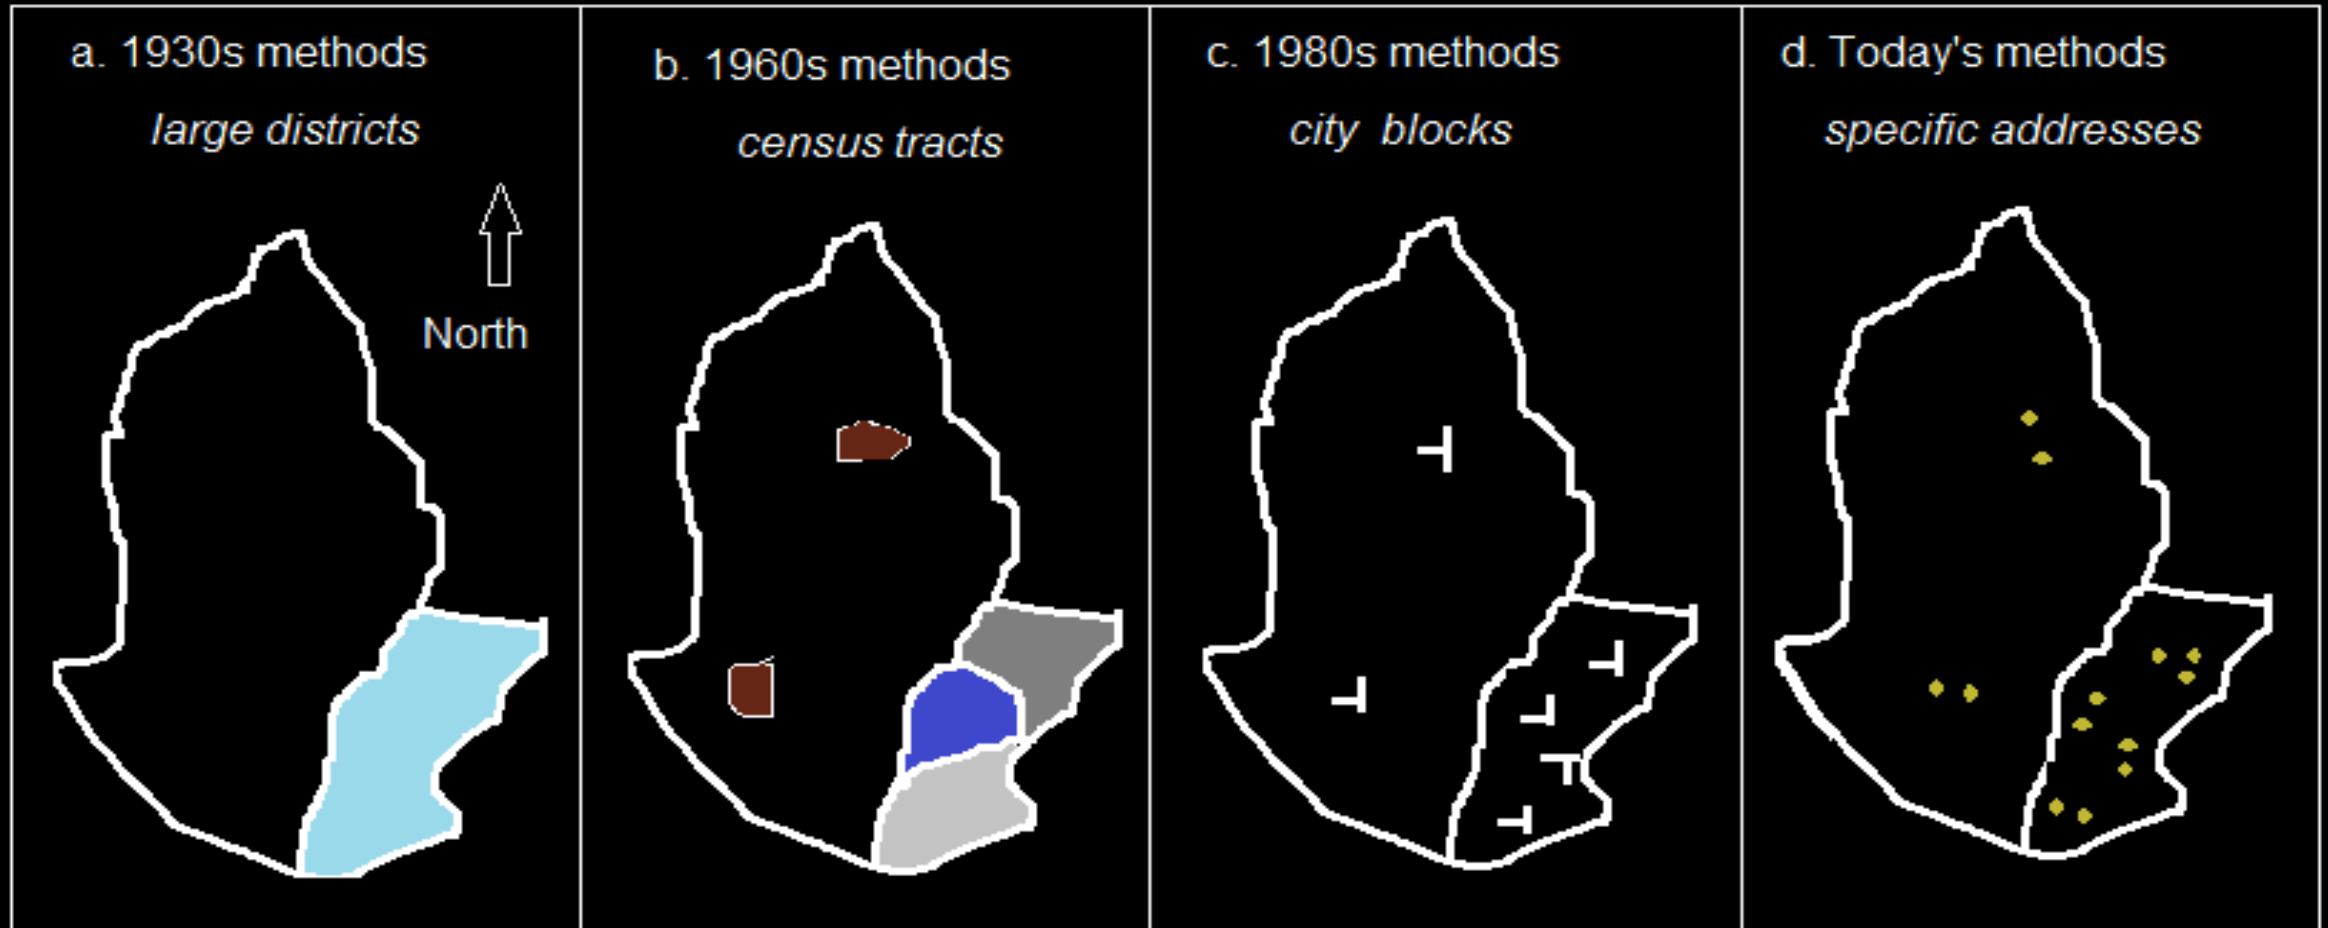 a. 1930s methods
large districts
North
b. 1960s methods
census tracts
c. 1980s methods
city blocks
d. Today's methods
specific addresses